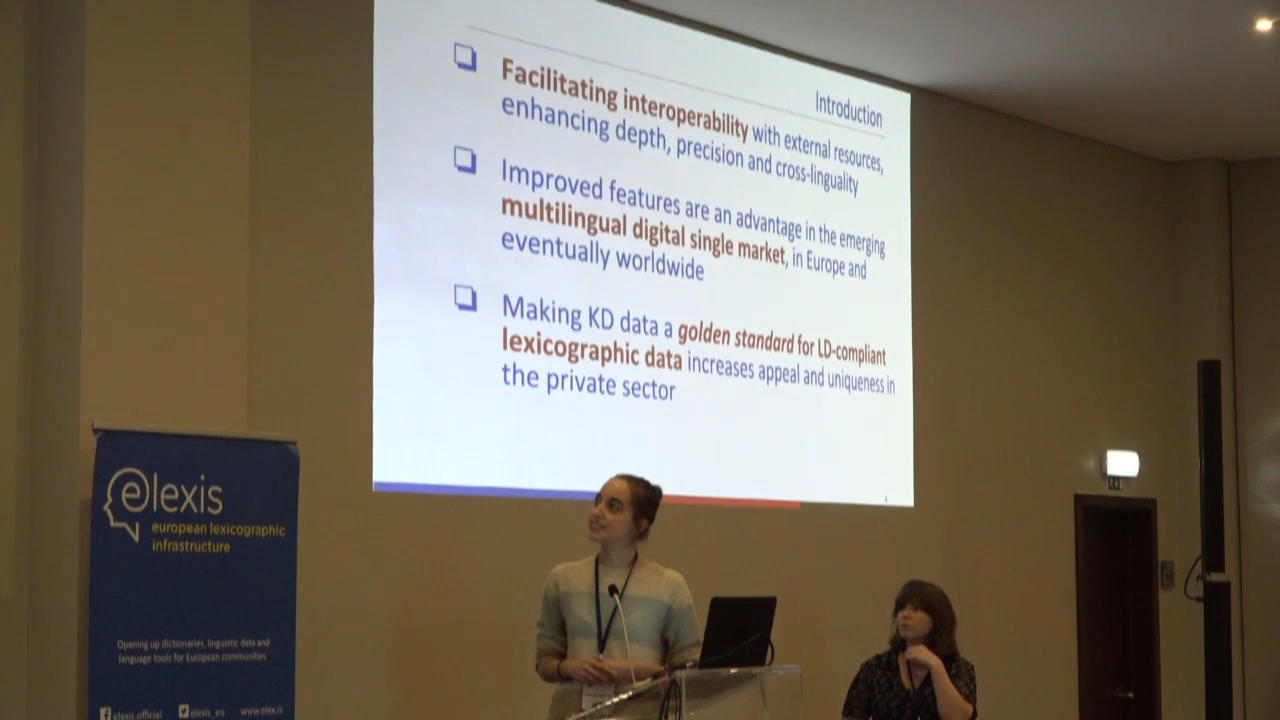 Introduction
Facilitating interoperability with external resources,
enhancing depth, precision and cross-linguality
Improved features are an advantage in the emerging
multilingual digital single market, in Europe and
eventually worldwide
Making KD data a golden standard for LD-compliant
lexicographic data increases appeal and uniqueness in
the private sector
4
elexis
european lexicographic
infrastructure
Opening up dictionaries, linguistic data and
language tools for European communities
elexis.official elexis_eu www.elex.is